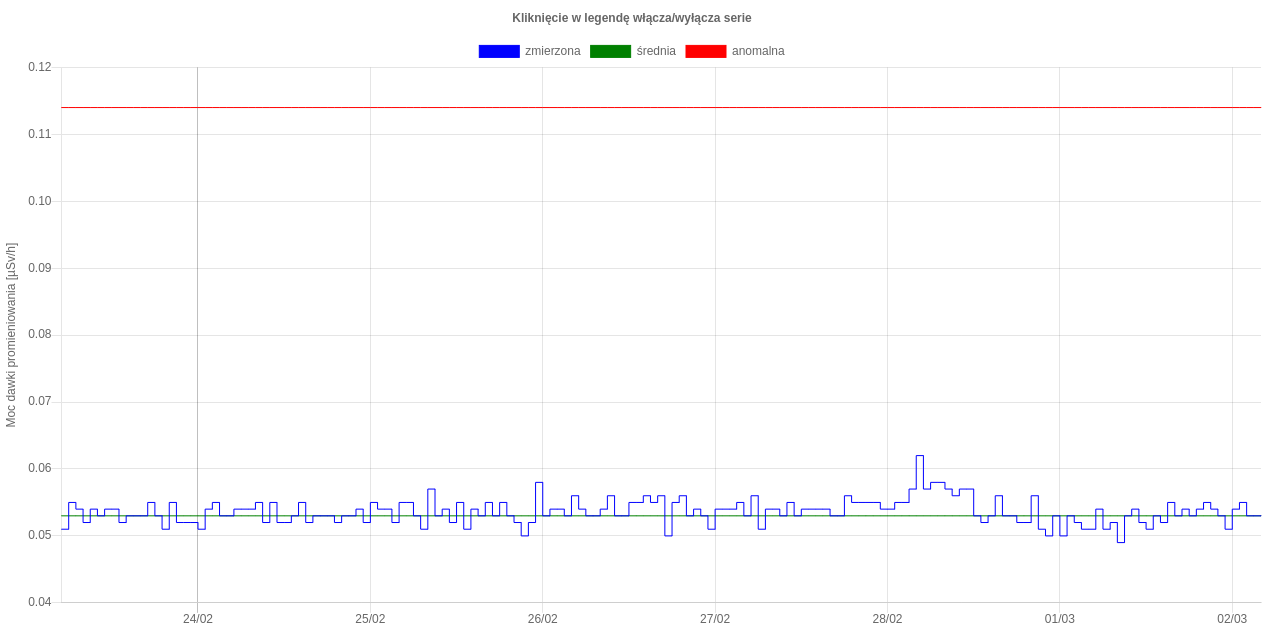 Kliknięcie w legendę włącza/wyłącza serie
zmierzona średnia anomalna
Moc dawki promieniowania [µSv/h]
0.12
0.11
0.10
0.09
0.08
0.07
0.06
0.05
0.04
24/02 25/02 26/02 27/02 28/02 01/03 02/03